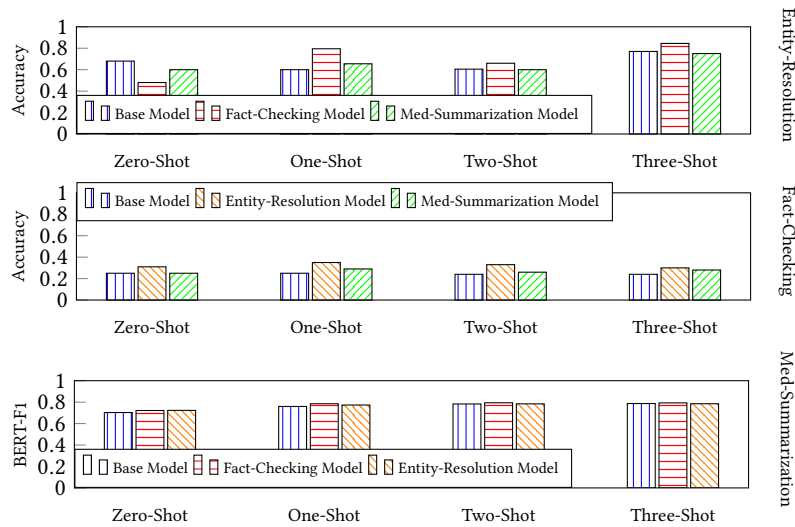 1
0.8
0.6
0.4
0.2
0
Accuracy
Base Model Fact-Checking Model Med-Summarization Model
Zero-Shot One-Shot Two-Shot Three-Shot
Entity-Resolution
1
0.8
0.6
0.4
0.2
0
Accuracy
Base Model Entity-Resolution Model Med-Summarization Model
Zero-Shot One-Shot Two-Shot Three-Shot
Fact-Checking
1
0.8
0.6
0.4
0.2
0
BERT-F1
Base Model Fact-Checking Model Entity-Resolution Model
Zero-Shot One-Shot Two-Shot Three-Shot
Med-Summarization